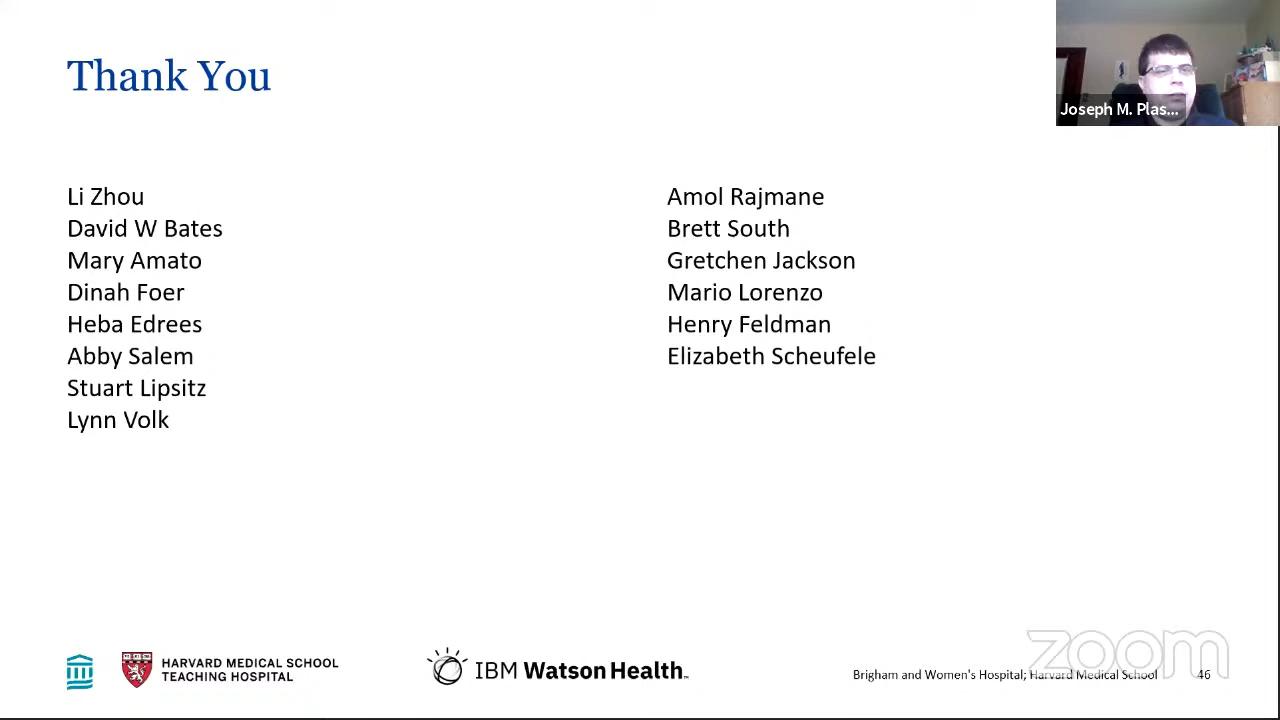 Thank You
Joseph M. Plas...
Li Zhou
David W Bates
Mary Amato
Dinah Foer
Heba Edrees
Abby Salem
Stuart Lipsitz
Lynn Volk
Amol Rajmane
Brett South
Gretchen Jackson
Mario Lorenzo
Henry Feldman
Elizabeth Scheufele
HARVARD MEDICAL SCHOOL
TEACHING HOSPITAL
IBM Watson Health
Brigham and Women's Hospital; Harvard Medical School
46
zoom